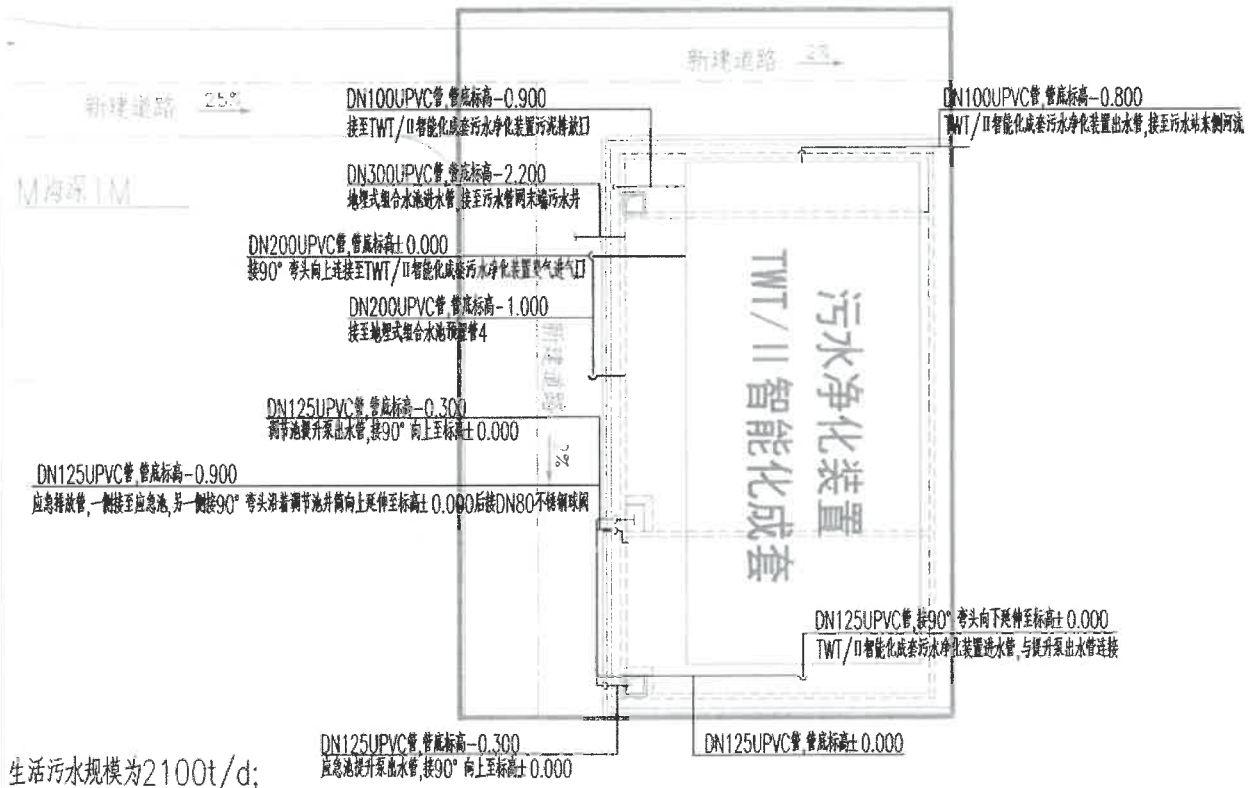 新建道路 2%
新建道路 25%
DN100UPVC管,管底标高-0.900
接至TWT/Ⅱ智能化成套污水净化装置污泥排放口
DN100UPVC管,管底标高-0.800
TWT/Ⅱ智能化成套污水净化装置出水管,接至污水站东侧河流
DN300UPVC管,管底标高-2.200
地埋式组合水池进水管,接至污水管网末端污水井
M沟深1M
DN200UPVC管,管底标高±0.000
接90°弯头向上连接至TWT/Ⅱ智能化成套污水净化装置臭气进气口
DN200UPVC管,管底标高-1.000
接至地埋式组合水池预留管4
新建道路
污水净化装置
TWT/II智能化成套
DN125UPVC管,管底标高-0.300
调节池提升泵出水管,接90°向上至标高±0.000
DN125UPVC管,管底标高-0.900
应急排放管,一侧接至应急池,另一侧接90°弯头沿着调节池井筒向上延伸至标高±0.000后接DN80不锈钢球阀
DN125UPVC管,接90°弯头向下延伸至标高±0.000
TWT/Ⅱ智能化成套污水净化装置进水管,与提升泵出水管连接
DN125UPVC管,管底标高-0.300
应急池提升泵出水管,接90°向上至标高±0.000
DN125UPVC管,管底标高±0.000
生活污水规模为2100t/d;